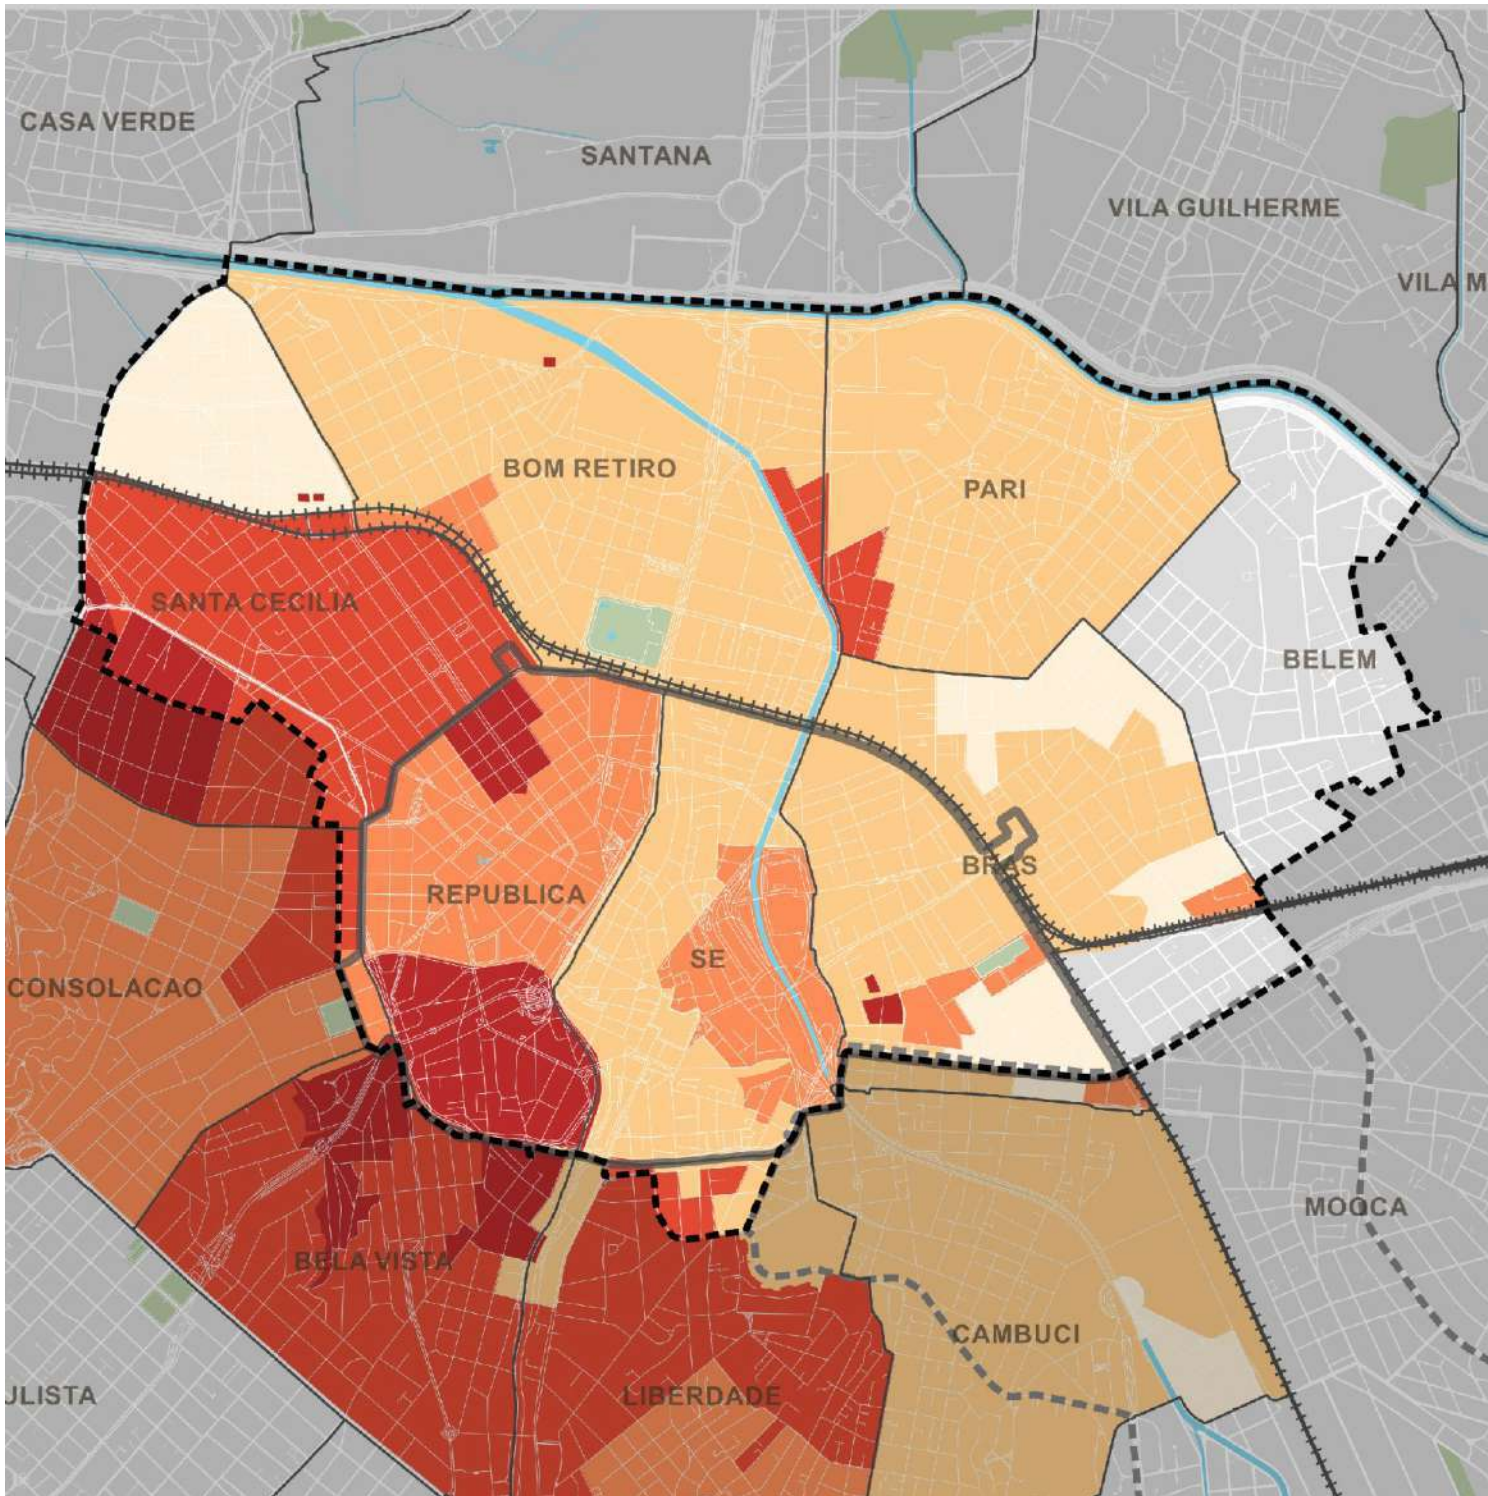 CASA VERDE
SANTANA
VILA GUILHERME
VILA M
BOM RETIRO
PARI
SANTA CECILIA
BELEM
BRAS
REPUBLICA
SE
CONSOLACAO
MOOCA
BELA VISTA
CAMBUCI
ULISTA
LIBERDADE